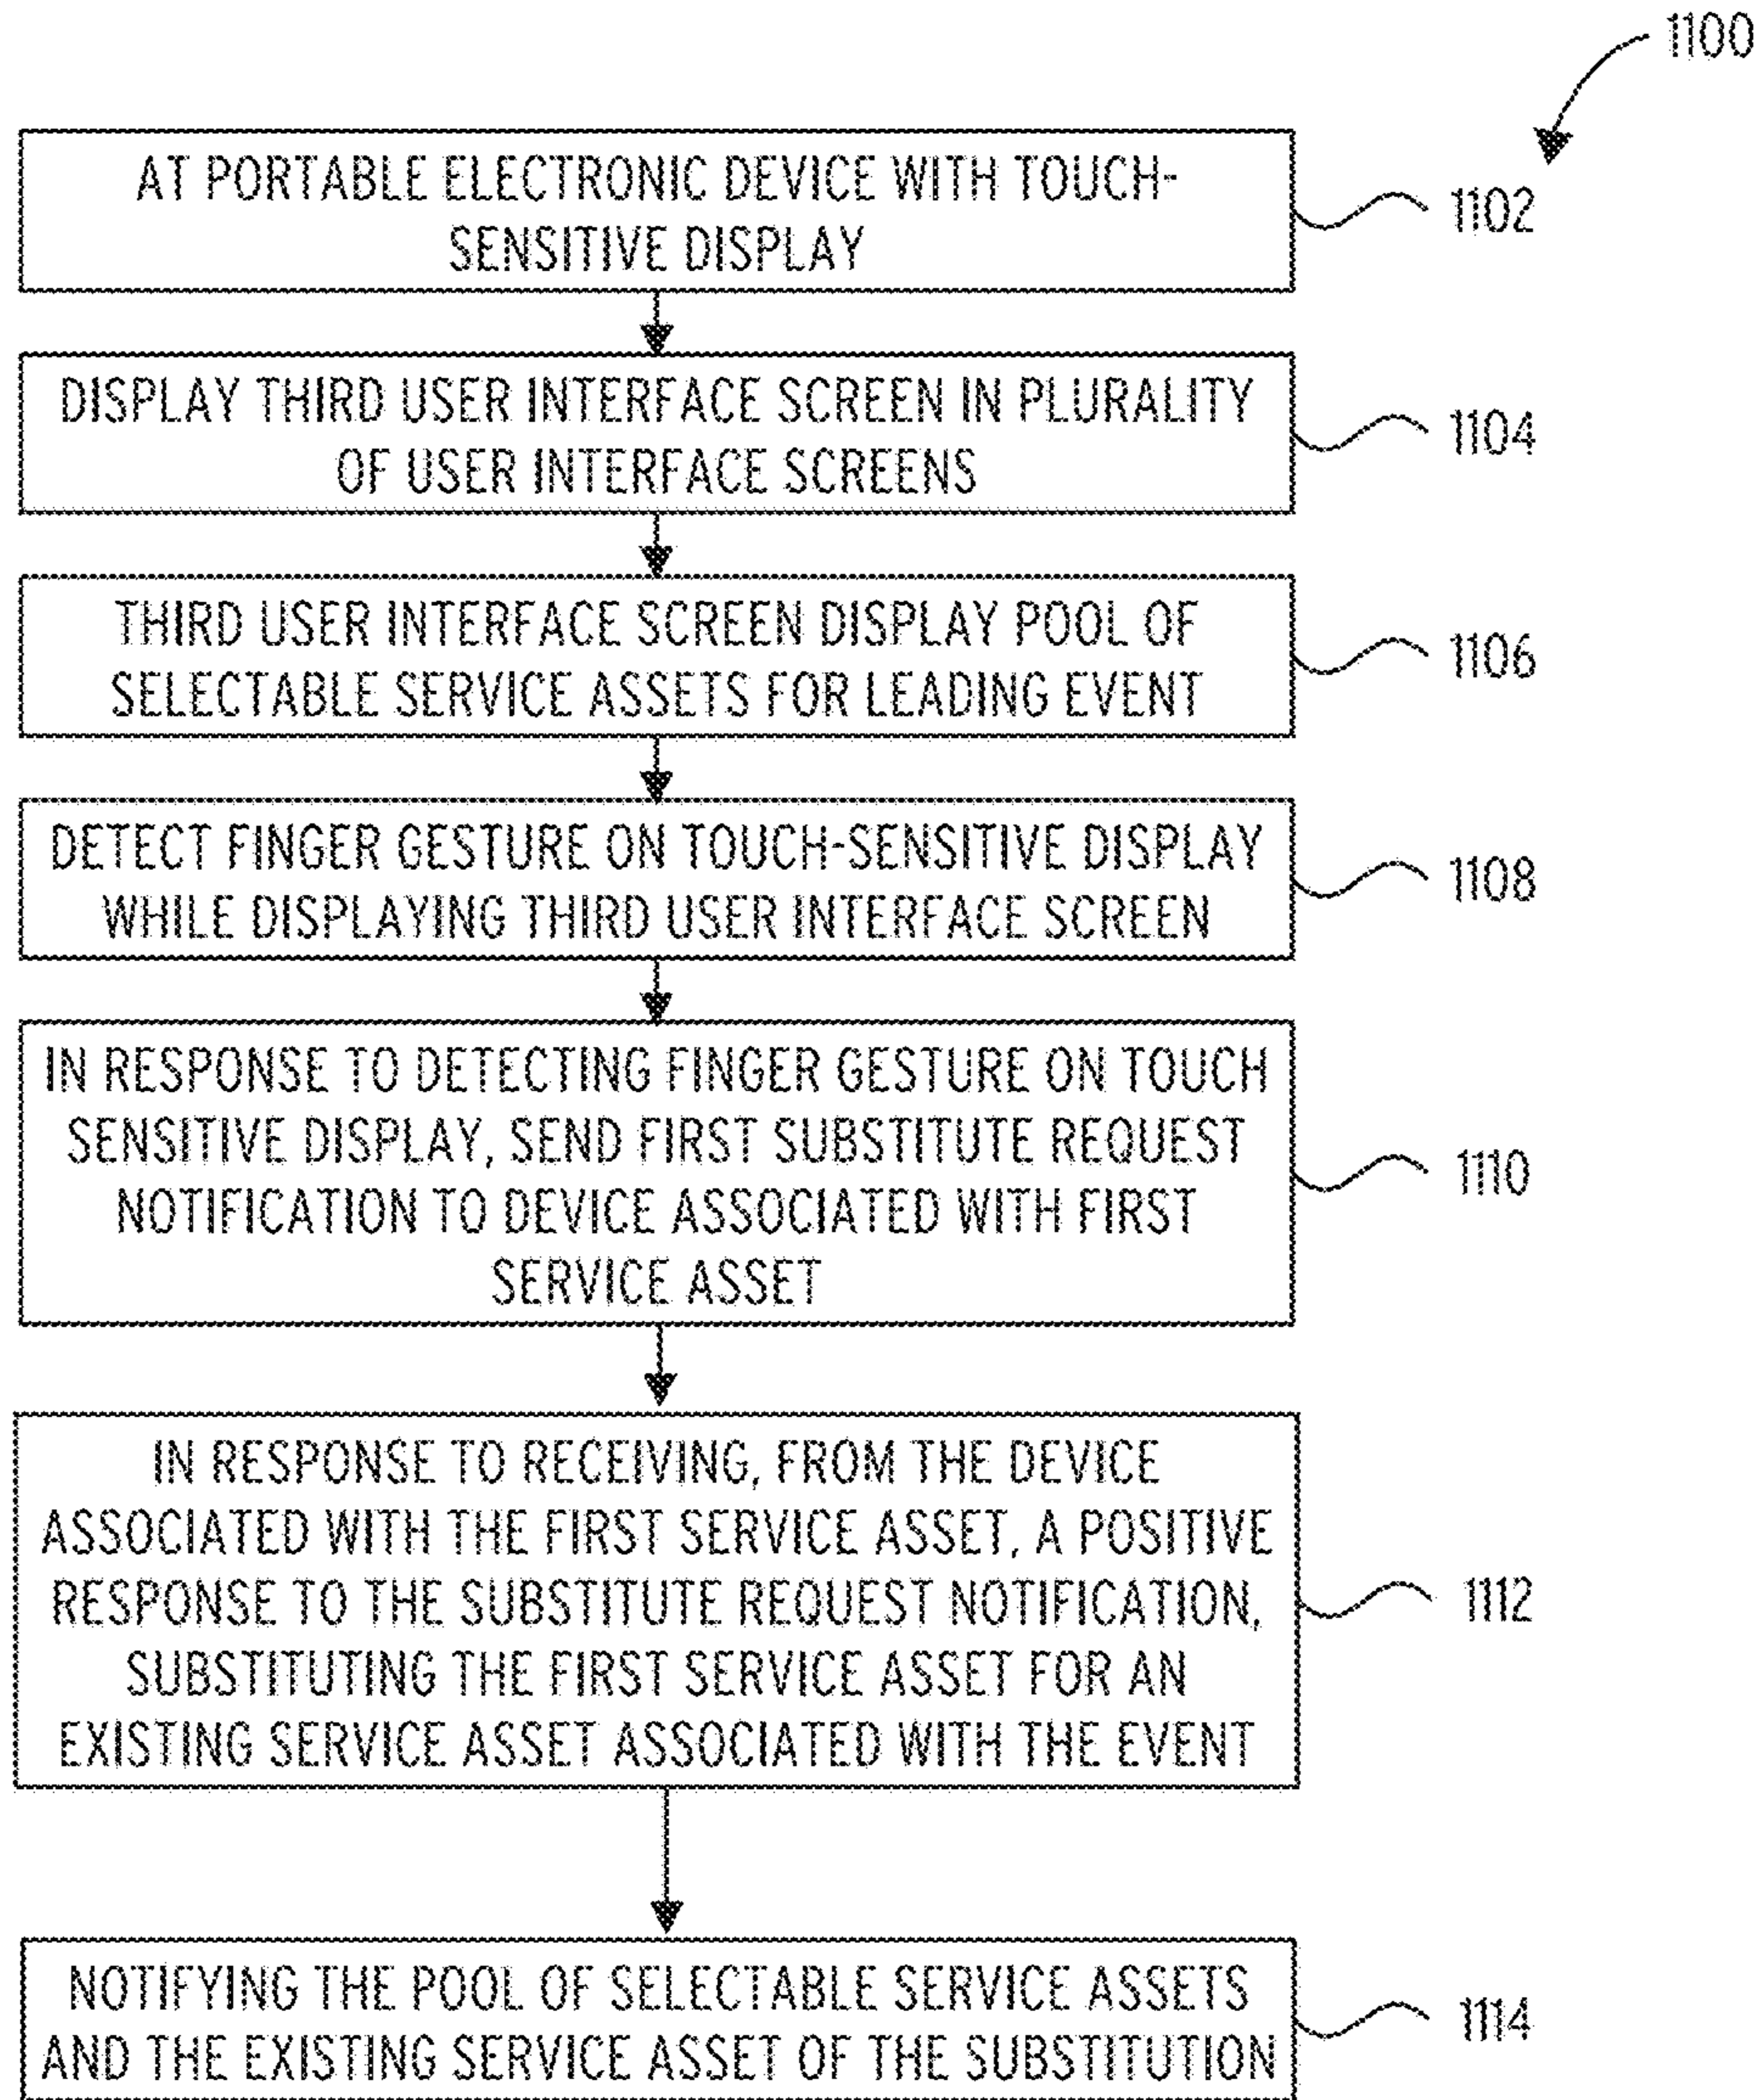 1100
AT PORTABLE ELECTRONIC DEVICE WITH TOUCH-
SENSITIVE DISPLAY
1102
DISPLAY THIRD USER INTERFACE SCREEN IN PLURALITY
OF USER INTERFACE SCREENS
1104
THIRD USER INTERFACE SCREEN DISPLAY POOL OF
SELECTABLE SERVICE ASSETS FOR LEADING EVENT
1106
DETECT FINGER GESTURE ON TOUCH-SENSITIVE DISPLAY
WHILE DISPLAYING THIRD USER INTERFACE SCREEN
1108
IN RESPONSE TO DETECTING FINGER GESTURE ON TOUCH
SENSITIVE DISPLAY, SEND FIRST SUBSTITUTE REQUEST
NOTIFICATION TO DEVICE ASSOCIATED WITH FIRST
SERVICE ASSET
1110
IN RESPONSE TO RECEIVING, FROM THE DEVICE
ASSOCIATED WITH THE FIRST SERVICE ASSET, A POSITIVE
RESPONSE TO THE SUBSTITUTE REQUEST NOTIFICATION,
SUBSTITUTING THE FIRST SERVICE ASSET FOR AN
EXISTING SERVICE ASSET ASSOCIATED WITH THE EVENT
1112
NOTIFYING THE POOL OF SELECTABLE SERVICE ASSETS
AND THE EXISTING SERVICE ASSET OF THE SUBSTITUTION
1114